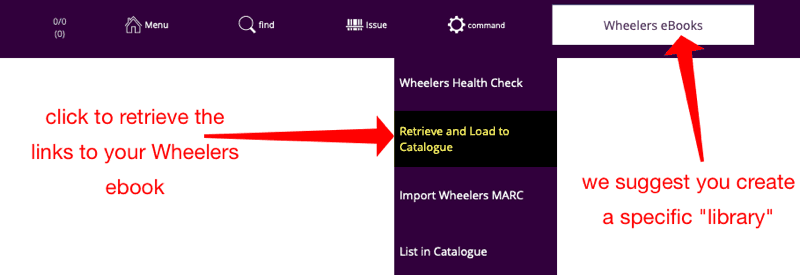 0/0
(0)
Menu
find
Issue
command
Wheelers eBooks
Wheelers Health Check
Retrieve and Load to
Catalogue
Import Wheelers MARC
List in Catalogue
click to retrieve the
links to your Wheelers
ebook
we suggest you create
a specific "library"